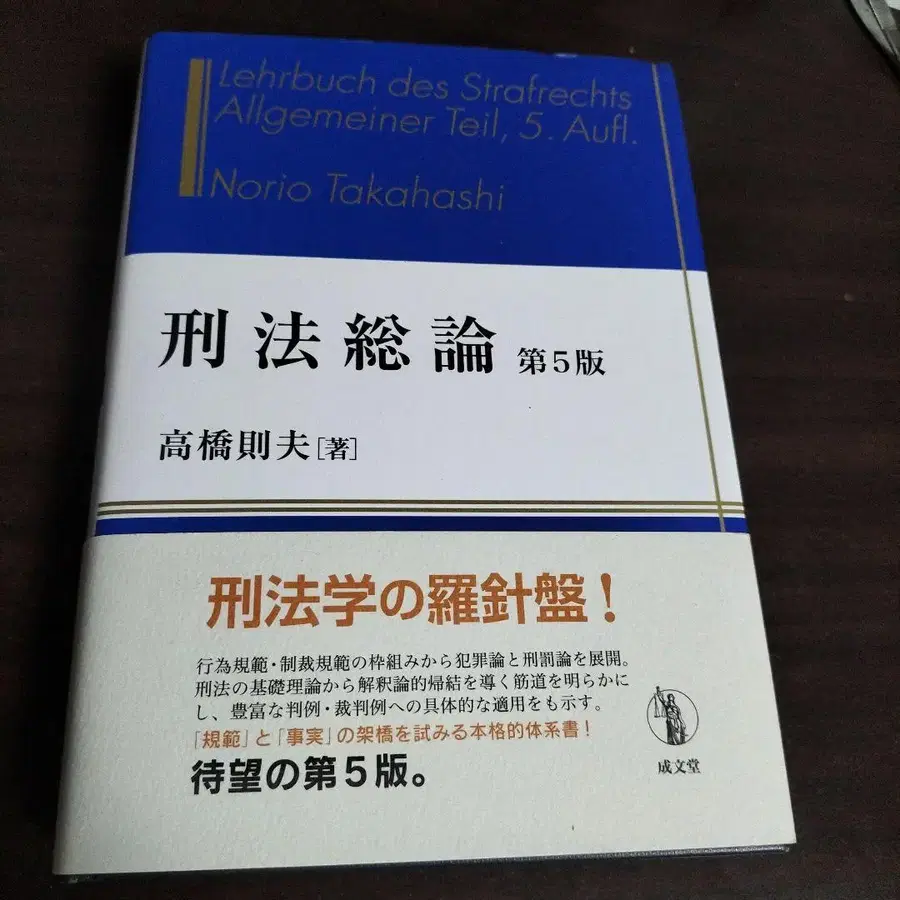 Lehrbuch des Strafrechts
Allgemeiner Teil, 5. Aufl.
Norio Takahashi
刑法総論 第5版
高橋則夫[著]
刑法学の羅針盤!
行為規範・制裁規範の枠組みから犯罪論と刑罰論を展開。
刑法の基礎理論から解釈論的帰結を導く筋道を明らかに
し、豊富な判例・裁判例への具体的な適用をも示す。
「規範」と「事実」の架橋を試みる本格的体系書!
待望の第5版。
成文堂